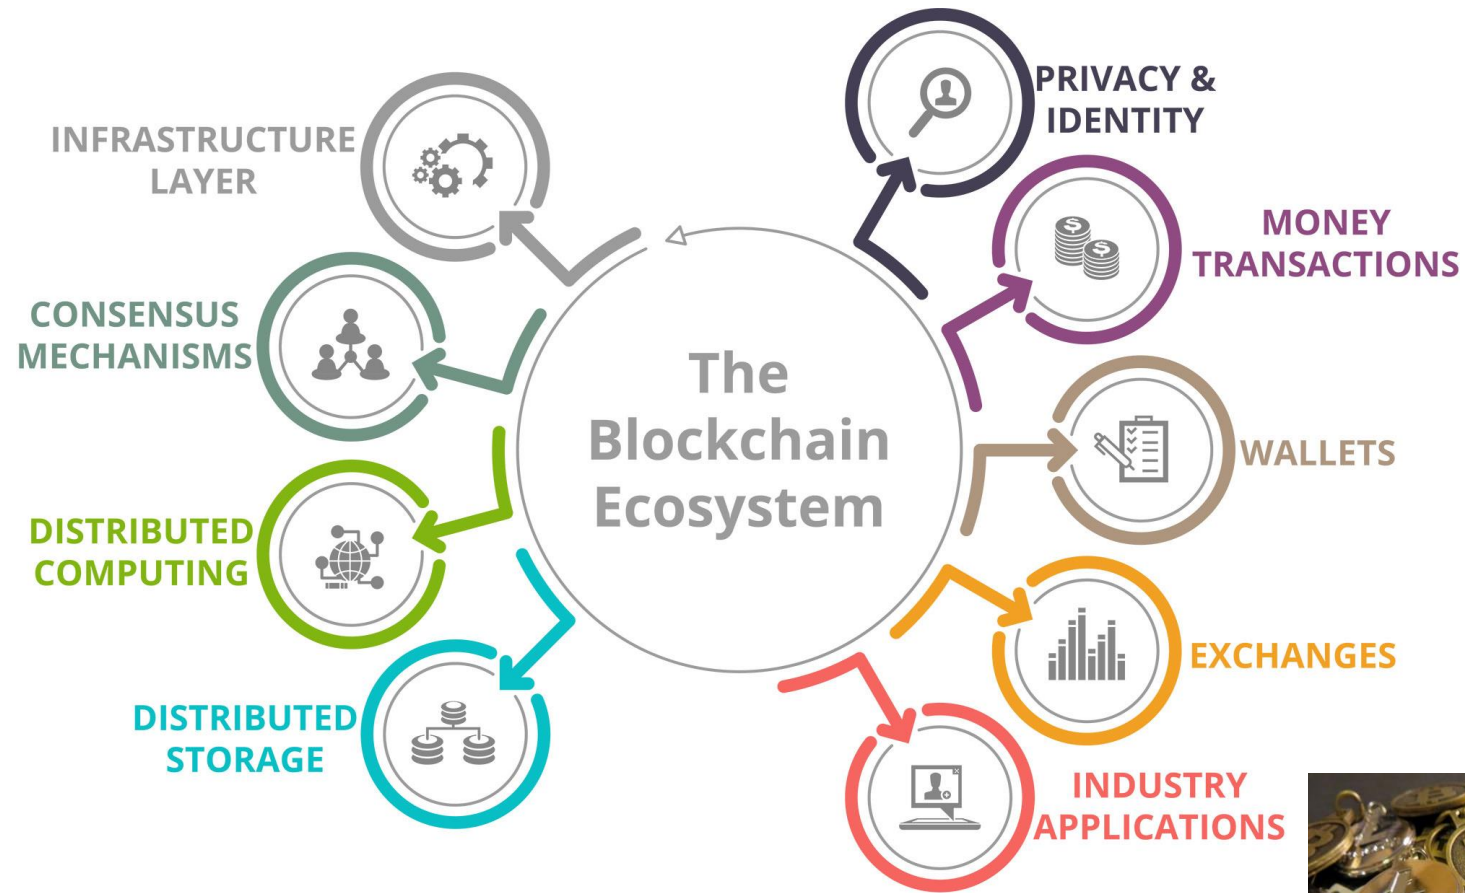 INFRASTRUCTURE
LAYER
CONSENSUS
MECHANISMS
DISTRIBUTED
COMPUTING
DISTRIBUTED
STORAGE
The
Blockchain
Ecosystem
PRIVACY &
IDENTITY
MONEY
TRANSACTIONS
WALLETS
EXCHANGES
INDUSTRY
APPLICATIONS